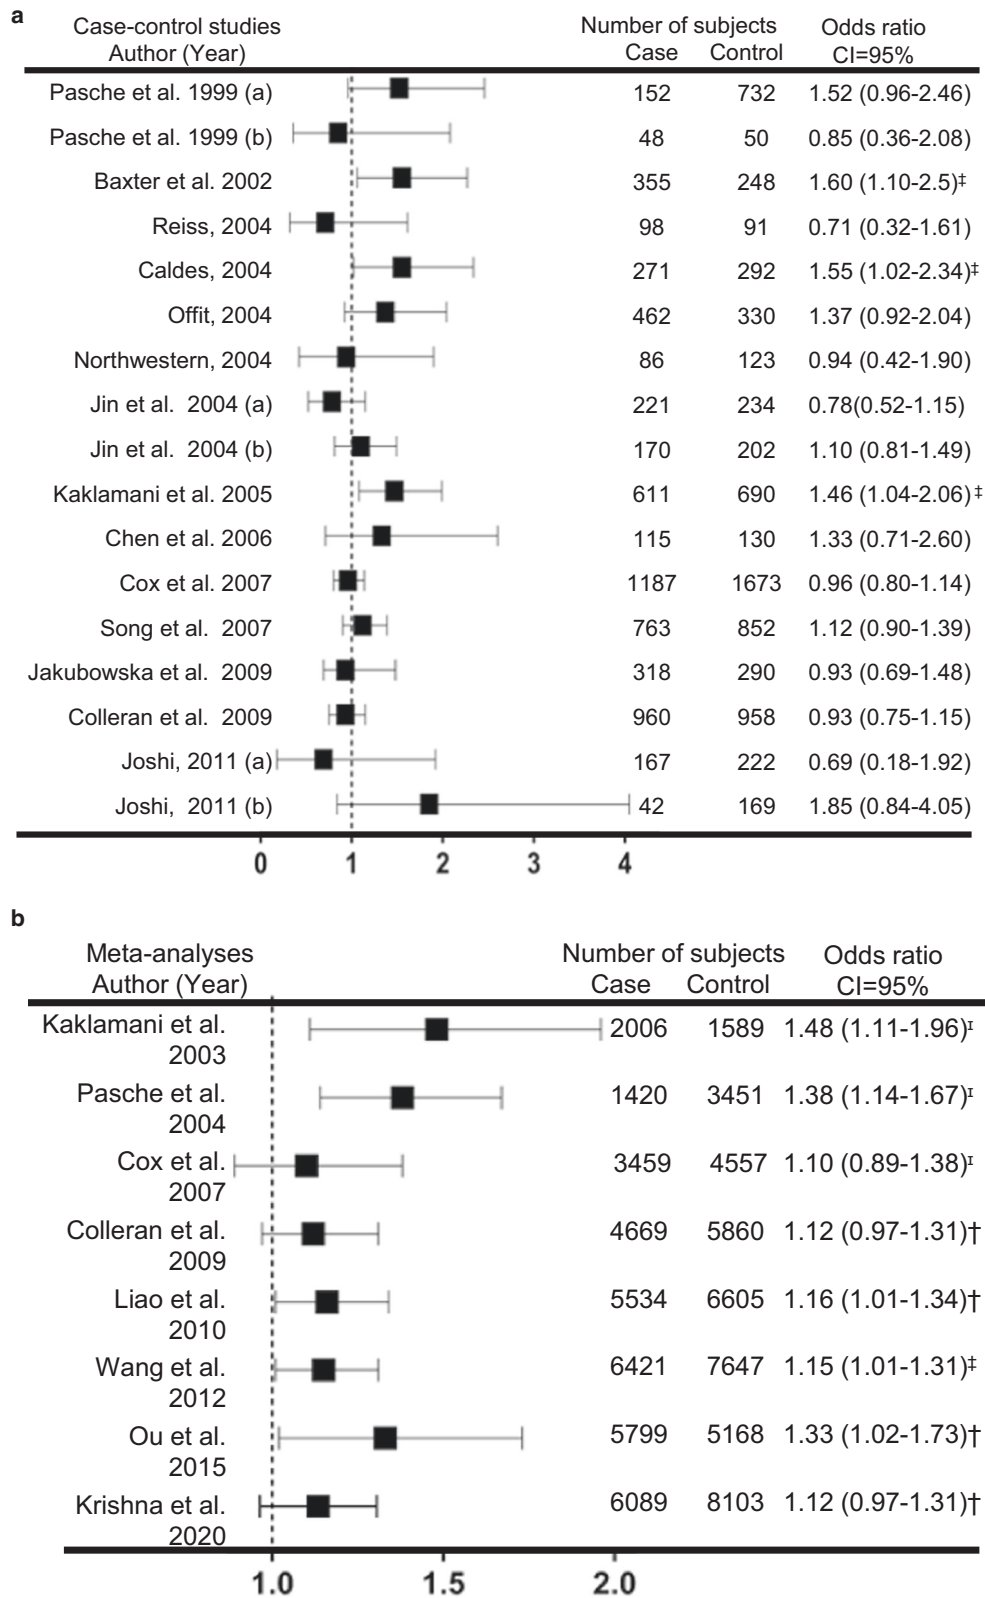 a
Case-control studies Number of subjects Odds ratio
Author (Year) Case Control CI=95%
Pasche et al. 1999 (a) 152 732 1.52 (0.96-2.46)
Pasche et al. 1999 (b) 48 50 0.85 (0.36-2.08)
Baxter et al. 2002 355 248 1.60 (1.10-2.5)‡
Reiss, 2004 98 91 0.71 (0.32-1.61)
Caldes, 2004 271 292 1.55 (1.02-2.34)‡
Offit, 2004 462 330 1.37 (0.92-2.04)
Northwestern, 2004 86 123 0.94 (0.42-1.90)
Jin et al. 2004 (a) 221 234 0.78(0.52-1.15)
Jin et al. 2004 (b) 170 202 1.10 (0.81-1.49)
Kaklamani et al. 2005 611 690 1.46 (1.04-2.06)‡
Chen et al. 2006 115 130 1.33 (0.71-2.60)
Cox et al. 2007 1187 1673 0.96 (0.80-1.14)
Song et al. 2007 763 852 1.12 (0.90-1.39)
Jakubowska et al. 2009 318 290 0.93 (0.69-1.48)
Colleran et al. 2009 960 958 0.93 (0.75-1.15)
Joshi, 2011 (a) 167 222 0.69 (0.18-1.92)
Joshi, 2011 (b) 42 169 1.85 (0.84-4.05)
0 1 2 3 4
b
Meta-analyses Number of subjects Odds ratio
Author (Year) Case Control CI=95%
Kaklamani et al. 2006 1589 1.48 (1.11-1.96)ɪ
2003
Pasche et al. 1420 3451 1.38 (1.14-1.67)ɪ
2004
Cox et al. 3459 4557 1.10 (0.89-1.38)ɪ
2007
Colleran et al. 4669 5860 1.12 (0.97-1.31)†
2009
Liao et al. 5534 6605 1.16 (1.01-1.34)†
2010
Wang et al. 6421 7647 1.15 (1.01-1.31)‡
2012
Ou et al. 5799 5168 1.33 (1.02-1.73)†
2015
Krishna et al. 6089 8103 1.12 (0.97-1.31)†
2020
1.0 1.5 2.0